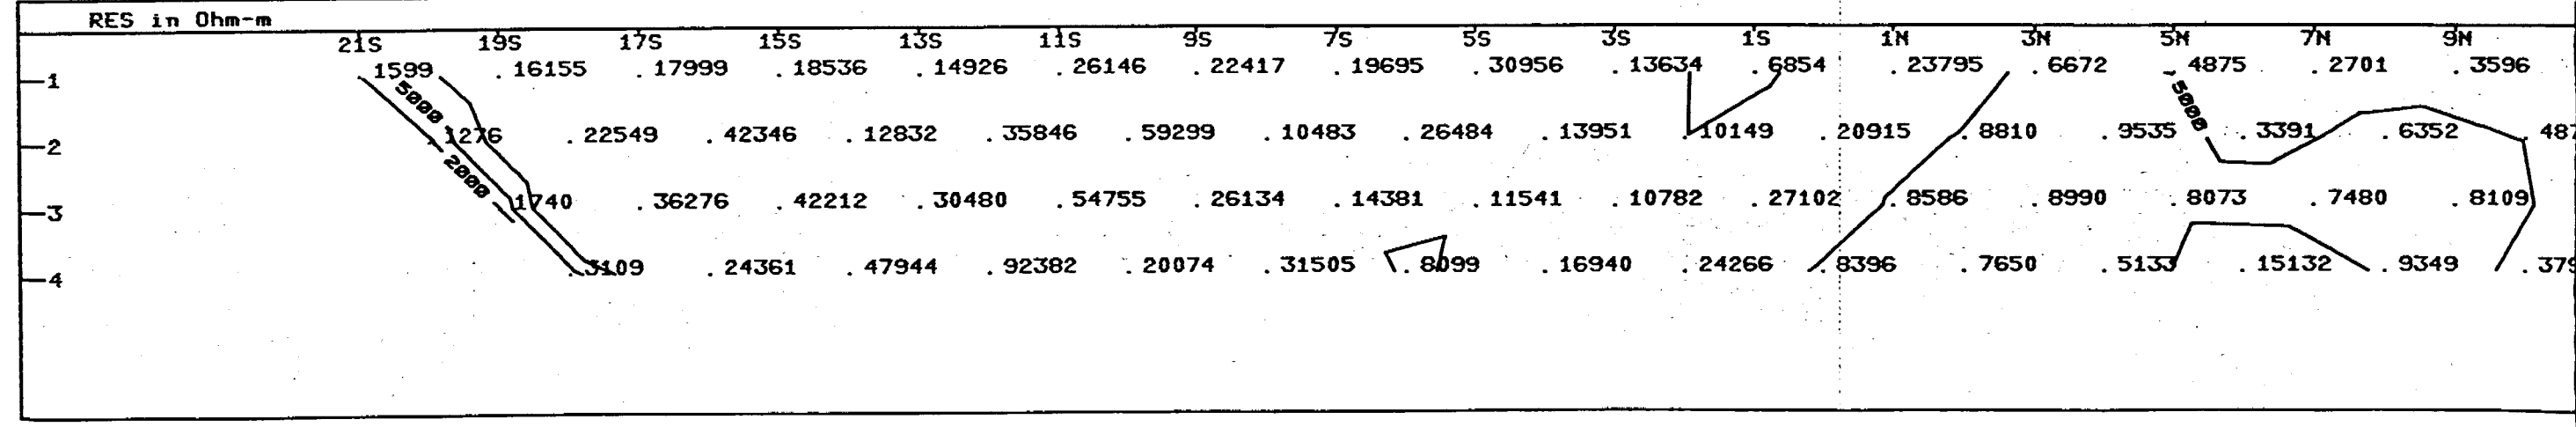 RES in Ohm-m
21S 19S 17S 15S 13S 11S 9S 7S 5S 3S 1S 1N 3N 5N 7N 9N
1 1599 .16155 .17999 .18536 .14926 .26146 .22417 .19695 .30956 .13634 .6854 .23795 .6672 4875 .2701 .3596
5000 5000
2 1276 .22549 .42346 .12832 .35846 .59299 .10483 .26484 .13951 .10149 .20915 .8810 .9535 .3391 .6352 .487
2000
3 1740 .36276 .42212 .30480 .54755 .26134 .14381 .11541 .10782 .27102 .8586 .8990 .8073 .7480 .8109
4 .3109 .24361 .47944 .92382 .20074 .31505 .8099 .16940 .24266 .8396 .7650 .5133 .15132 .9349 .379